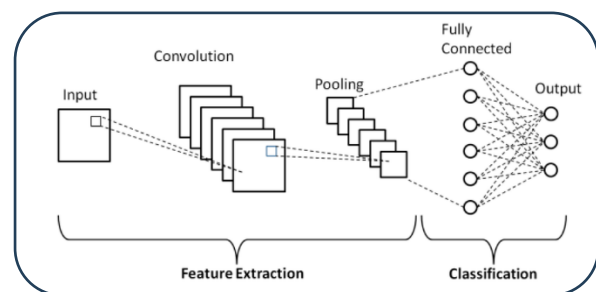 Input
Convolution
Pooling
Fully
Connected
Output
Feature Extraction
Classification